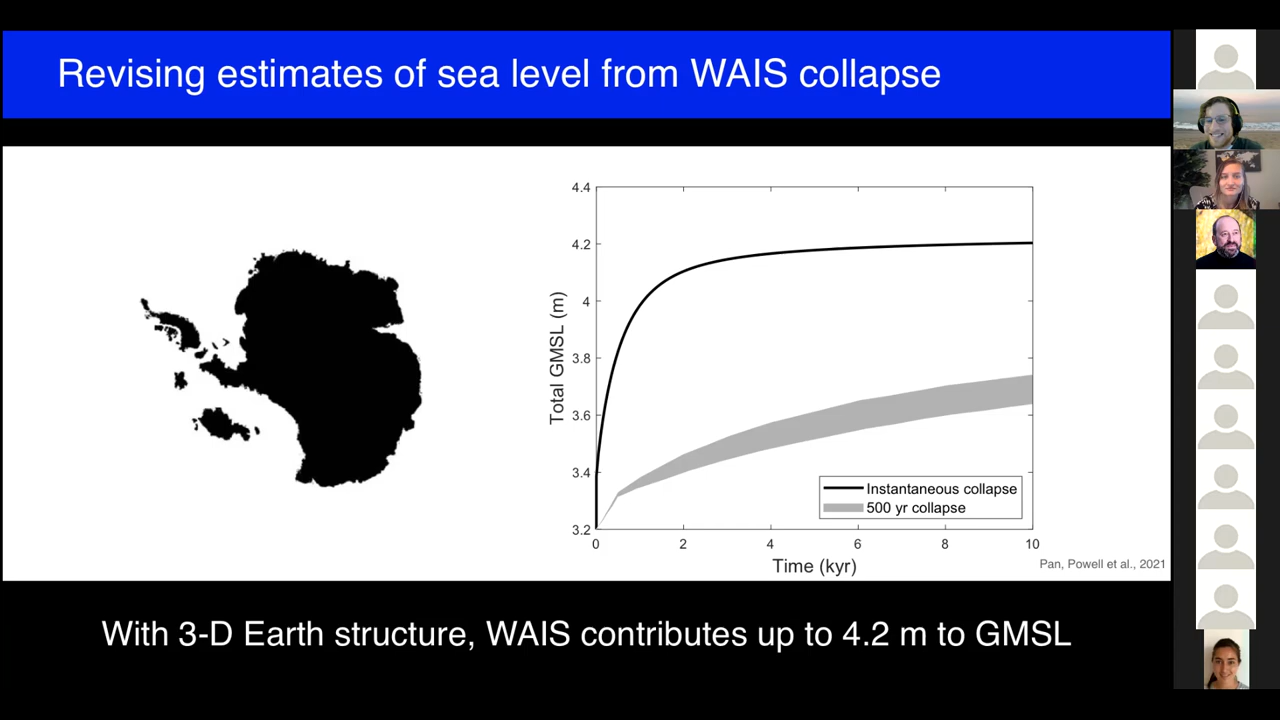 Revising estimates of sea level from WAIS collapse
4.4
4.2
4
3.8
3.6
3.4
3.2
Total GMSL (m)
0
2
4
6
8
10
Time (kyr)
Instantaneous collapse
500 yr collapse
Pan, Powell et al., 2021
With 3-D Earth structure, WAIS contributes up to 4.2 m to GMSL